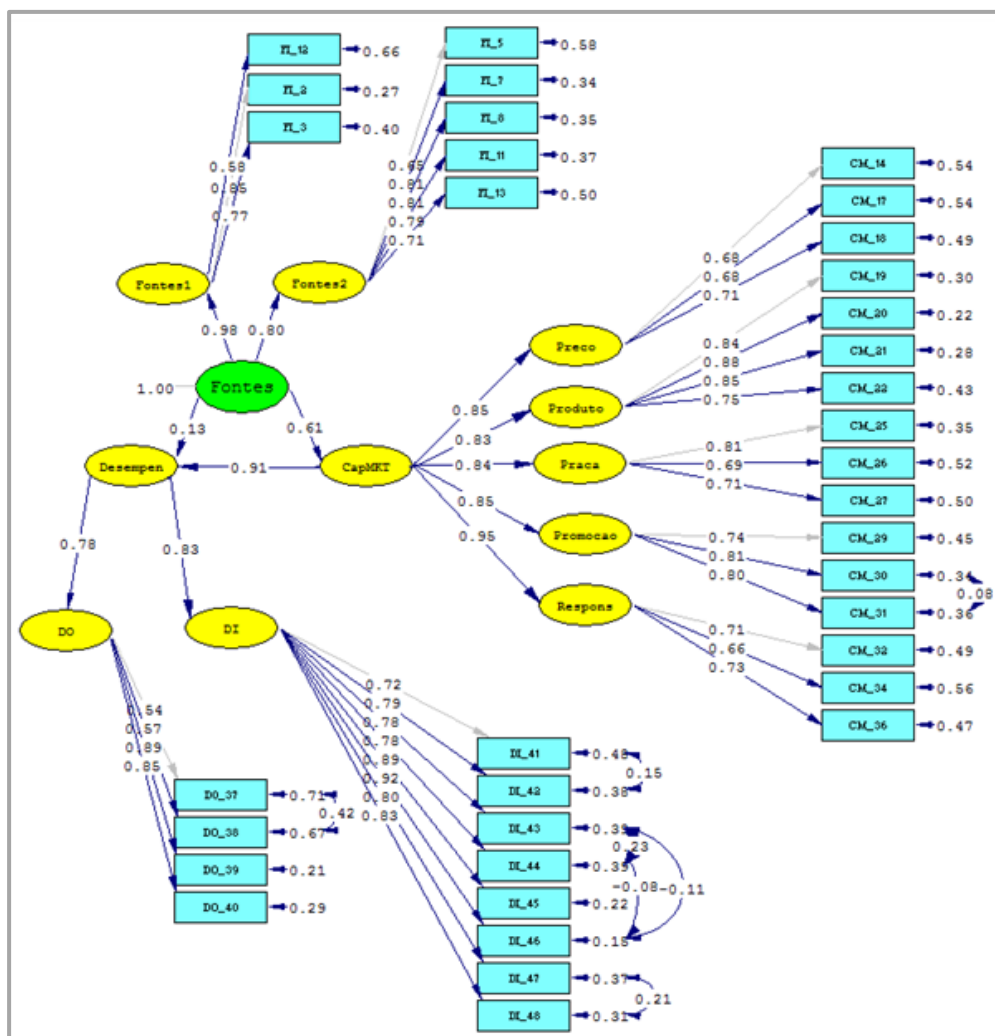 FI_12 0.66
FI_2 0.27
FI_3 0.40
FI_5 0.58
FI_7 0.34
FI_8 0.35
FI_11 0.37
FI_13 0.50
0.58
0.85
0.77
0.65
0.81
0.81
0.79
0.71
Fontes1
Fontes2
0.98
0.80
1.00
Fontes
0.13
0.61
Desempen
0.91
CapMKT
0.78
0.83
DO
DI
0.85
0.83
0.84
0.85
0.95
Preco
Produto
Praca
Promocao
Respons
0.68
0.68
0.71
0.84
0.88
0.85
0.75
0.81
0.69
0.71
0.74
0.81
0.80
0.71
0.66
0.73
CM_14 0.54
CM_17 0.54
CM_18 0.49
CM_19 0.30
CM_20 0.22
CM_21 0.28
CM_22 0.43
CM_25 0.35
CM_26 0.52
CM_27 0.50
CM_29 0.45
CM_30 0.34
0.08
CM_31 0.36
CM_32 0.49
CM_34 0.56
CM_36 0.47
0.54
0.57
0.89
0.85
DO_37 0.71
0.42
DO_38 0.67
DO_39 0.21
DO_40 0.29
0.72
0.79
0.78
0.78
0.89
0.92
0.80
0.83
DI_41 0.48
0.15
DI_42 0.38
DI_43 0.39
0.23
DI_44 0.39
-0.08
-0.11
DI_45 0.22
DI_46 0.15
DI_47 0.37
0.21
DI_48 0.31